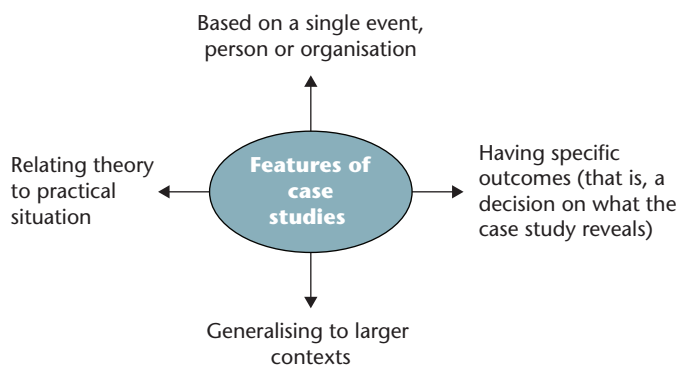 Based on a single event,
person or organisation
Relating theory
to practical
situation
Features of
case
studies
Having specific
outcomes (that is, a
decision on what the
case study reveals)
Generalising to larger
contexts